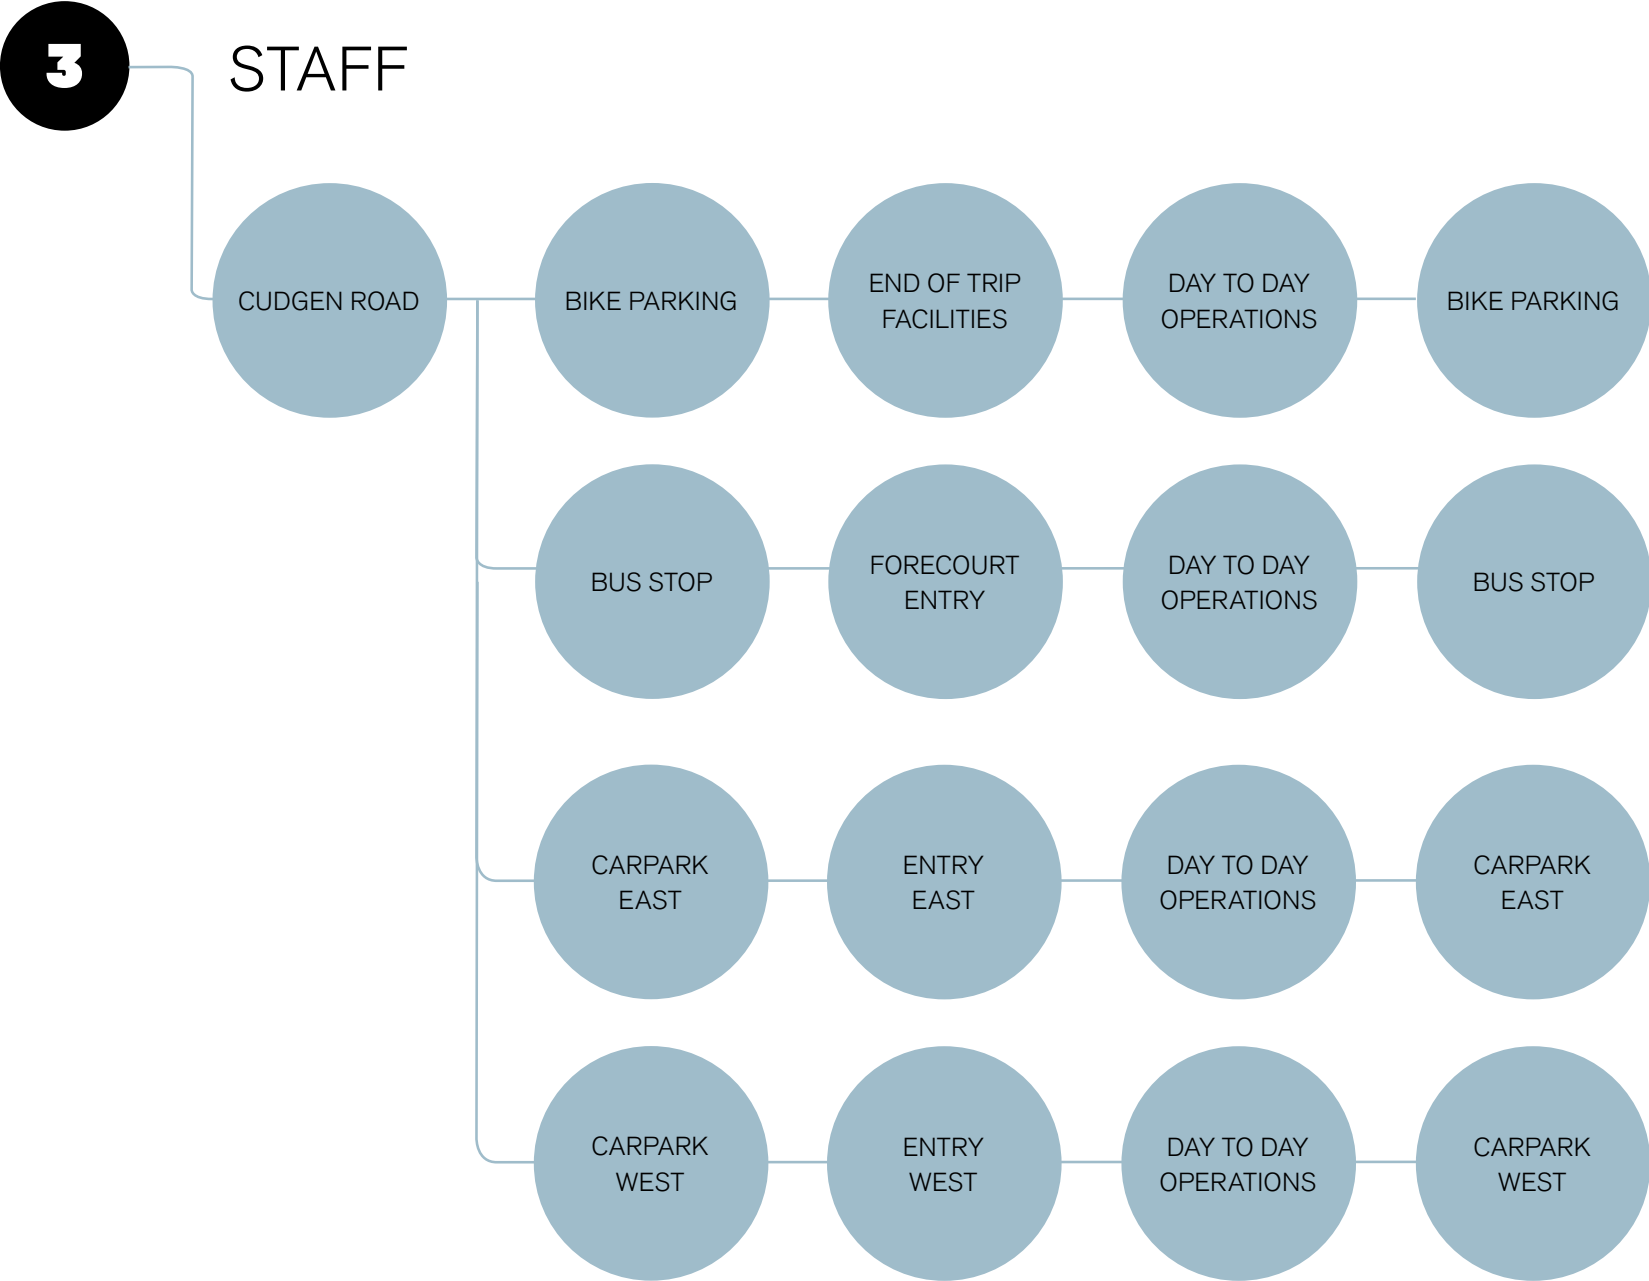 3
STAFF
CUDGEN ROAD
BIKE PARKING
END OF TRIP
FACILITIES
DAY TO DAY
OPERATIONS
BIKE PARKING
BUS STOP
FORECOURT
ENTRY
DAY TO DAY
OPERATIONS
BUS STOP
CARPARK
EAST
ENTRY
EAST
DAY TO DAY
OPERATIONS
CARPARK
EAST
CARPARK
WEST
ENTRY
WEST
DAY TO DAY
OPERATIONS
CARPARK
WEST